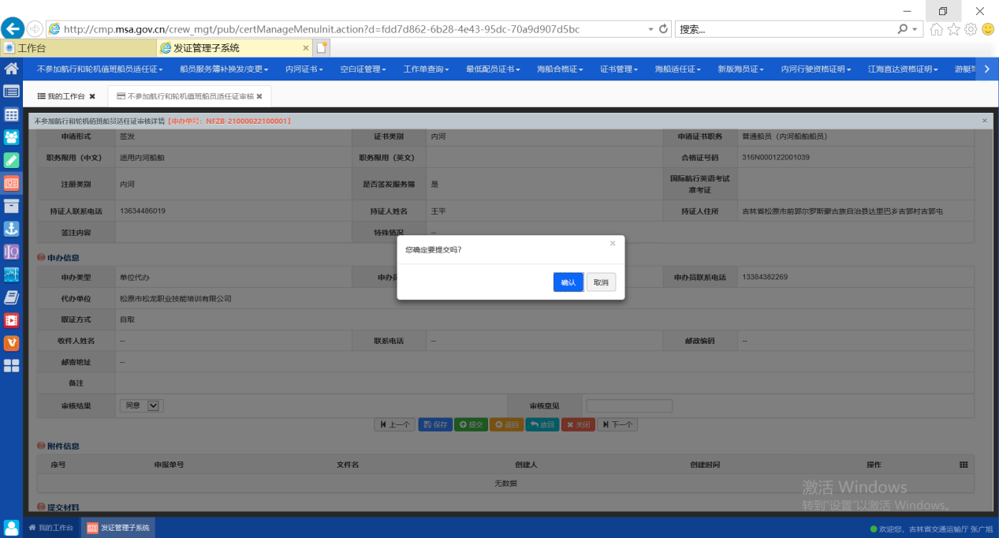 http://cmp.msa.gov.cn/crew_mgt/pub/certManageMenuInit.action?d=fdd7d862-6b28-4e43-95dc-70a9d907d5bc 搜索...
工作台 发证管理子系统 ×
不参加航行和轮机值班船员适任证 船员服务簿补换发/变更 内河证书 空白证管理 工作单查询 最低配员证书 海船合格证 证书管理 海船适任证 新版海员证 内河行驶资格证明 江海直达资格证明
我的工作台 ✖ 不参加航行和轮机值班船员适任证审核 ✖
不参加航行和轮机值班船员适任证审核详情【申办单号: NFZB-21000022100001】 ×
申请形式 签发 证书类别 内河 申请证书职务 普通船员（内河船舶船员）
职务限用（中文） 适用内河船舶 职务限用（英文） 合格证号码 316N000122001039
注册类别 内河 是否签发服务簿 是 国际航行英语考试
准考证
持证人联系电话 13634486019 持证人姓名 王平 持证人住所 吉林省松原市前郭尔罗斯蒙古族自治县达里巴乡吉郭村吉郭屯
签注内容 特殊情况 --
您确定要提交吗? ×
确认 取消
申办信息
申办类型 单位代办 申办员 申办员联系电话 13384382269
代办单位 松原市松龙职业技能培训有限公司
取证方式 自取
收件人姓名 -- 联系电话 -- 邮政编码 --
邮寄地址 --
备注
审核结果 同意 审核意见
上一个 保存 提交 退回 放回 关闭 下一个
附件信息
序号 申报单号 文件名 创建人 创建时间 操作
无数据
激活 Windows
转到"设置"以激活 Windows。
提交材料
我的工作台 发证管理子系统 欢迎您，吉林省交通运输厅 张广旭